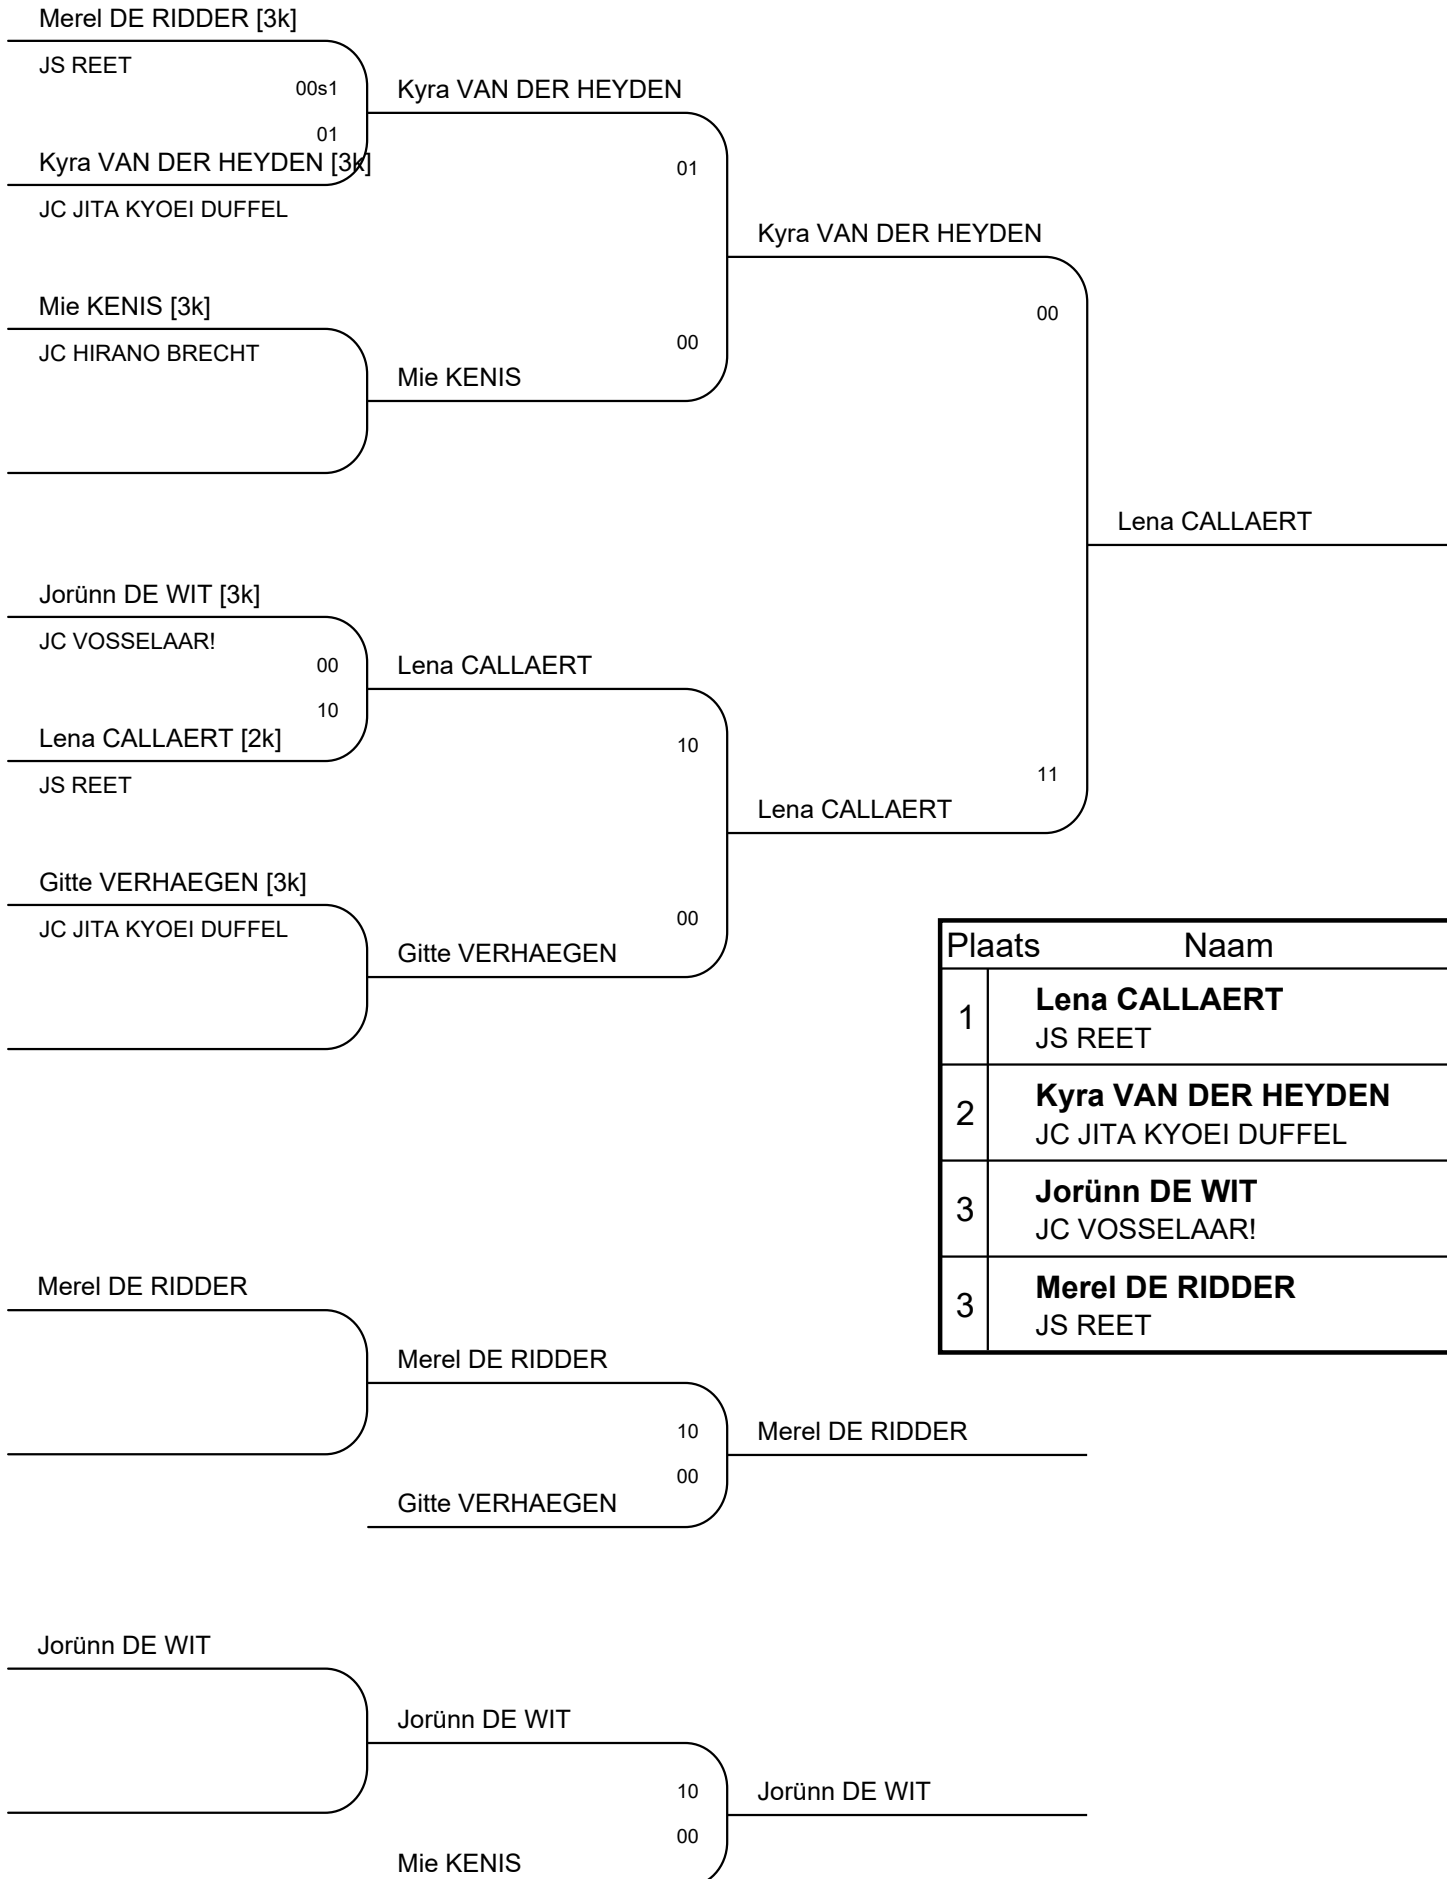 Merel DE RIDDER [3k]
JS REET
00s1
Kyra VAN DER HEYDEN
01
Kyra VAN DER HEYDEN [3k]
01
JC JITA KYOEI DUFFEL
Kyra VAN DER HEYDEN
Mie KENIS [3k]
00
JC HIRANO BRECHT
00
Mie KENIS
Lena CALLAERT
Jorünn DE WIT [3k]
JC VOSSELAAR!
00
Lena CALLAERT
10
Lena CALLAERT [2k]
10
JS REET
11
Lena CALLAERT
Gitte VERHAEGEN [3k]
JC JITA KYOEI DUFFEL
00
Gitte VERHAEGEN
Plaats Naam
1 Lena CALLAERT
JS REET
2 Kyra VAN DER HEYDEN
JC JITA KYOEI DUFFEL
3 Jorünn DE WIT
JC VOSSELAAR!
3 Merel DE RIDDER
JS REET
Merel DE RIDDER
Merel DE RIDDER
10
Merel DE RIDDER
00
Gitte VERHAEGEN
Jorünn DE WIT
Jorünn DE WIT
10
Jorünn DE WIT
00
Mie KENIS